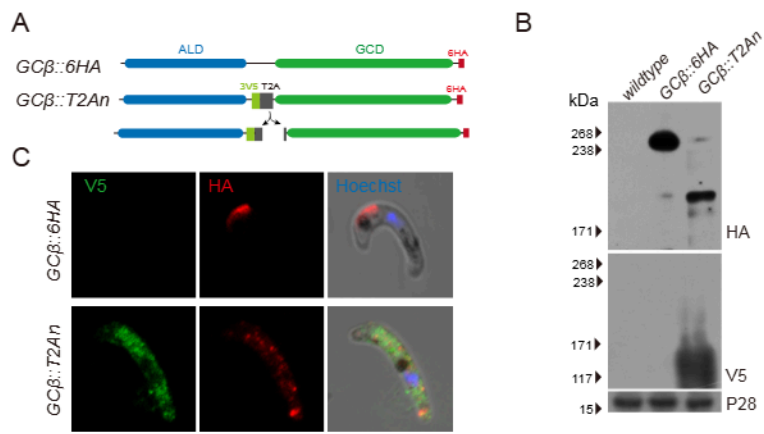 A
ALD GCD 6HA
GCβ::6HA
3V5 T2A 6HA
GCβ::T2An
C
V5 HA Hoechst
GCβ::6HA
GCβ::T2An
B
wildtype GCβ::6HA GCβ::T2An
kDa
268
238
171 HA
268
238
171
117 V5
15 P28